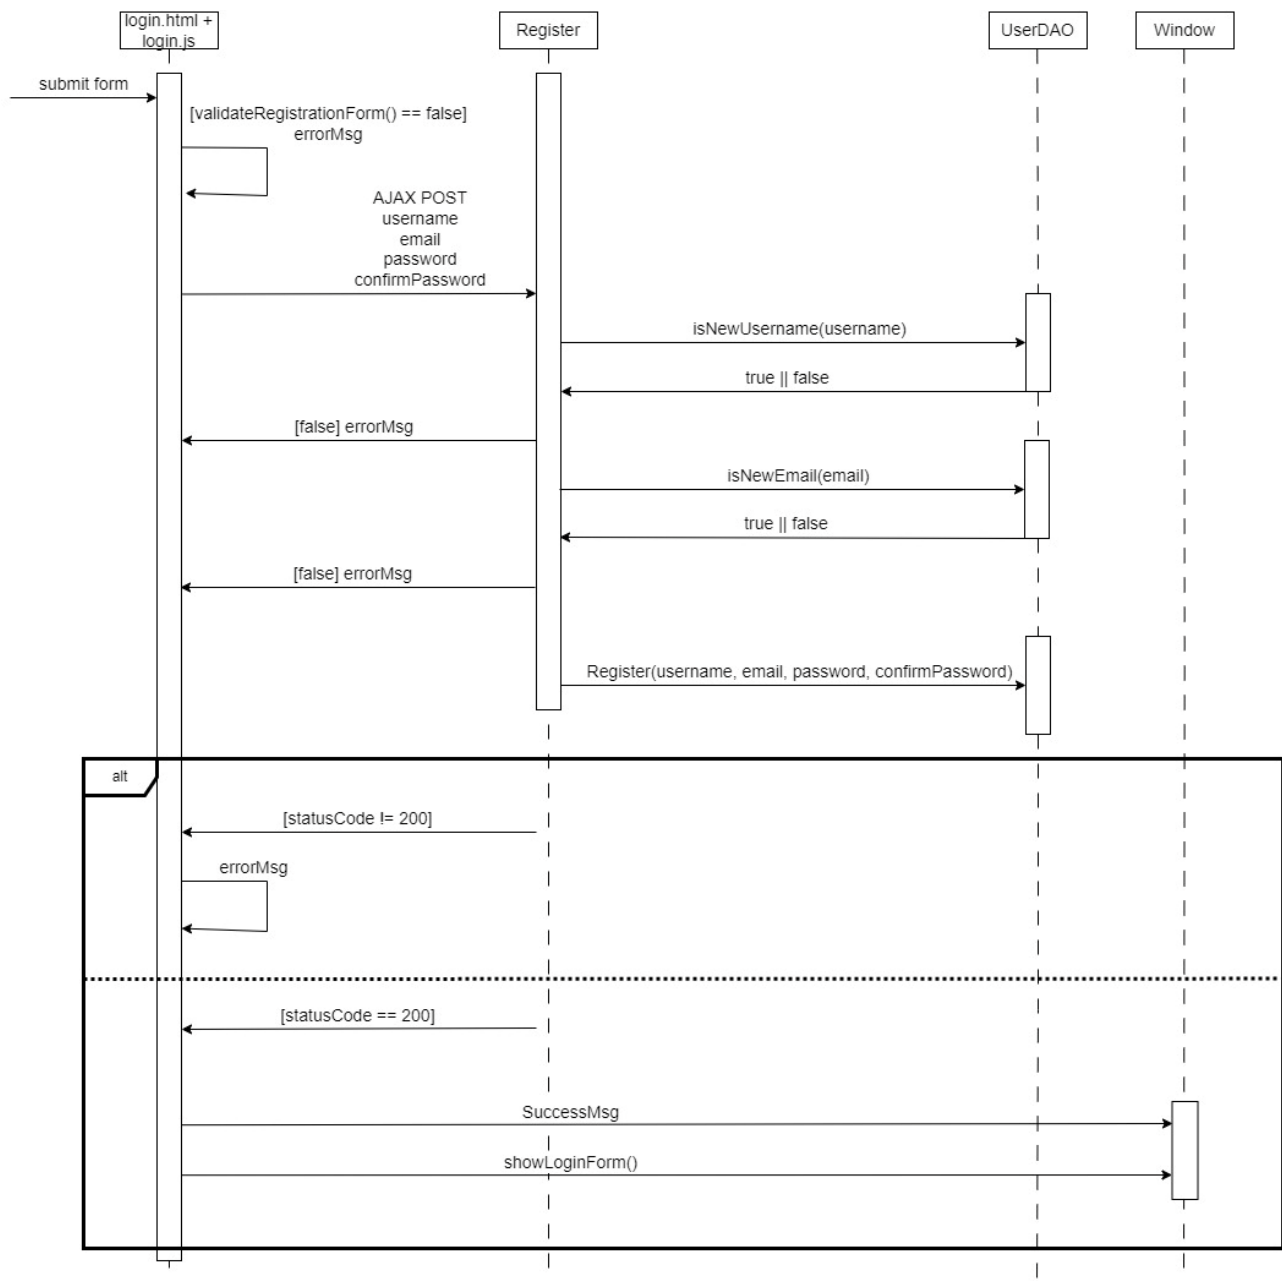 login.html +
login.js
Register
UserDAO
Window
submit form
[validateRegistrationForm() == false]
errorMsg
AJAX POST
username
email
password
confirmPassword
isNewUsername(username)
true || false
[false] errorMsg
isNewEmail(email)
true || false
[false] errorMsg
Register(username, email, password, confirmPassword)
alt
[statusCode != 200]
errorMsg
[statusCode == 200]
SuccessMsg
showLoginForm()